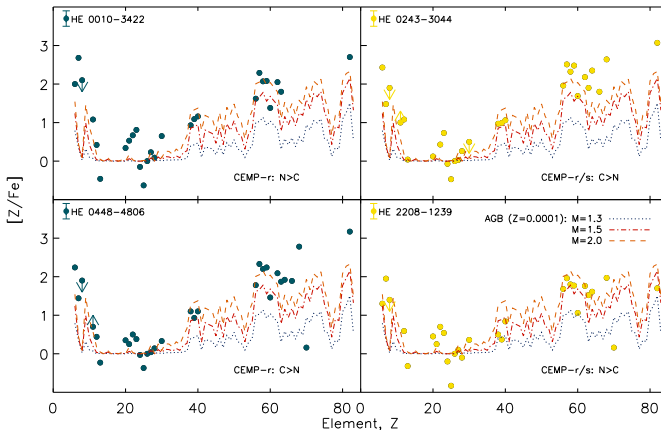 HE 0010-3422
HE 0243-3044
3
2
1
0
CEMP-r: N>C
CEMP-r/s: C>N
[Z/Fe]
HE 0448-4806
HE 2208-1239
AGB (Z=0.0001): M=1.3
M=1.5
M=2.0
3
2
1
0
CEMP-r: C>N
CEMP-r/s: N>C
0 20 40 60 80 0 20 40 60 80
Element, Z